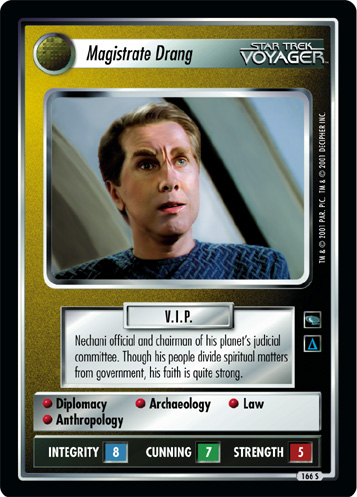 Magistrate Drang
STAR TREK
VOYAGER™
TM & © 2001 PAR. PIC. TM & © 2001 DECIPHER INC.
V.I.P.
Nechani official and chairman of his planet's judicial
committee. Though his people divide spiritual matters
from government, his faith is quite strong.
Diplomacy Archaeology Law
Anthropology
INTEGRITY 8 CUNNING 7 STRENGTH 5
166 S